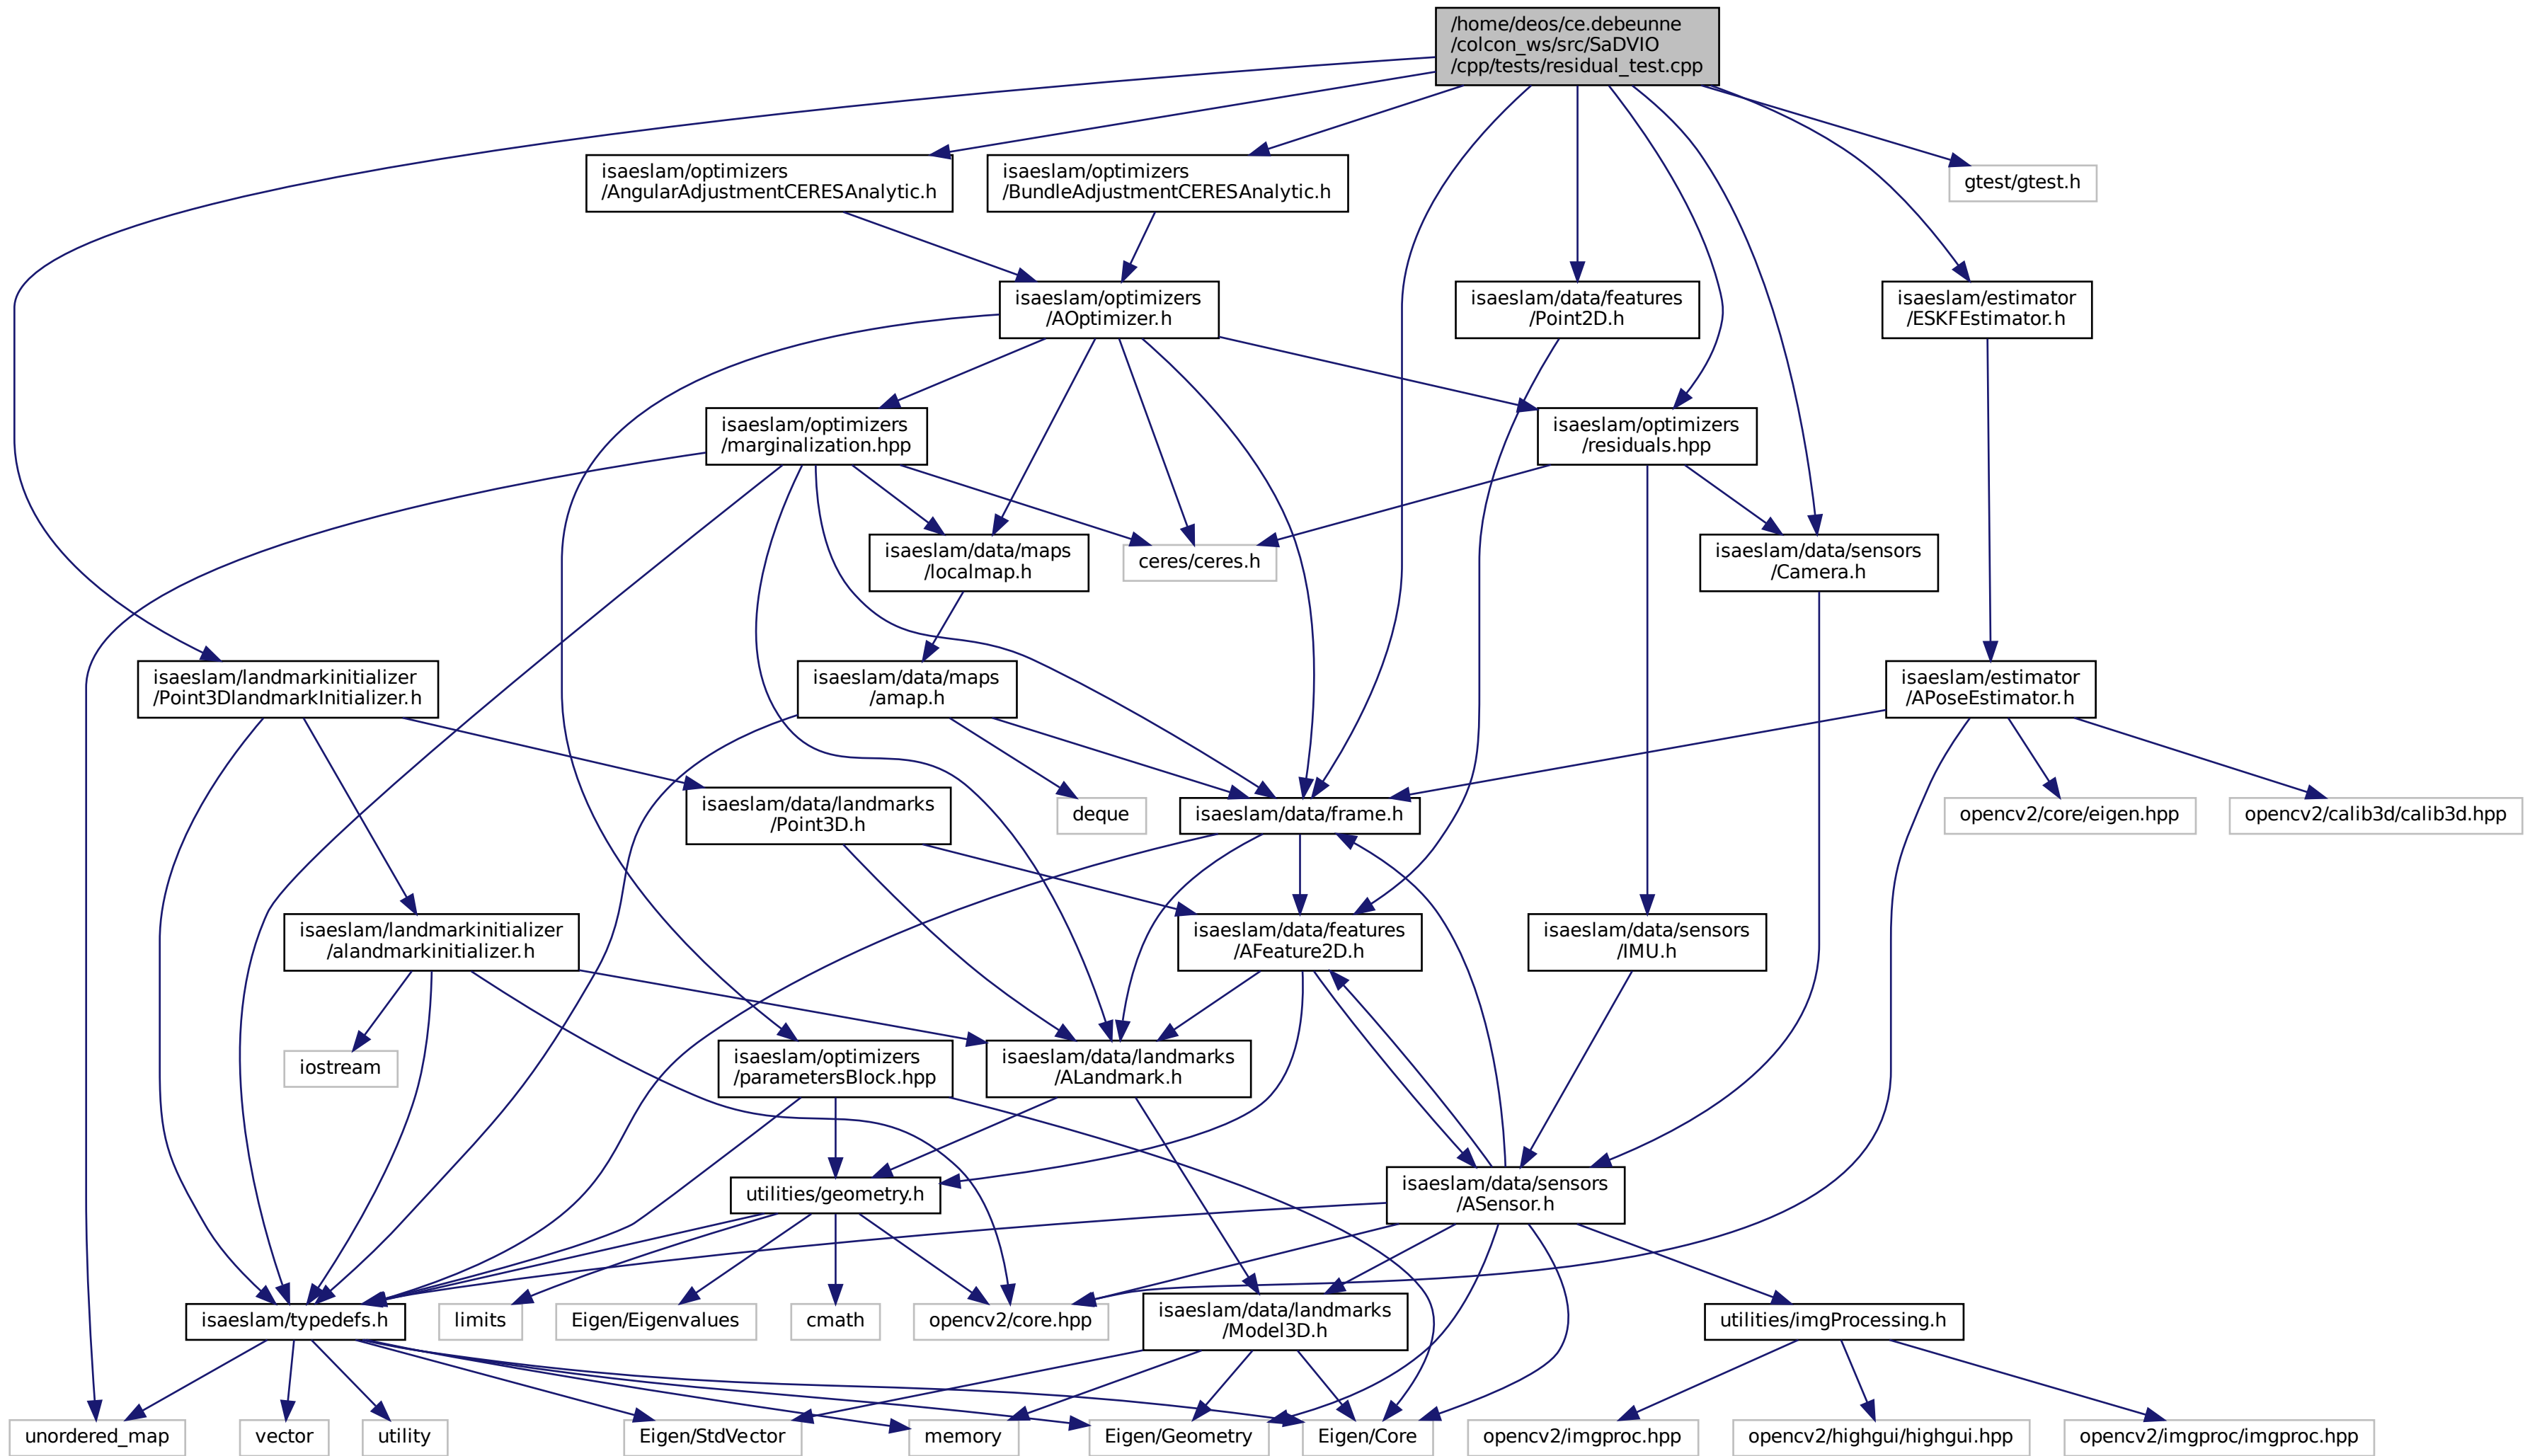 /home/deos/ce.debeunne
/colcon_ws/src/SaDVIO
/cpp/tests/residual_test.cpp
isaeslam/optimizers
/AngularAdjustmentCERESAnalytic.h
isaeslam/optimizers
/BundleAdjustmentCERESAnalytic.h
gtest/gtest.h
isaeslam/optimizers
/AOptimizer.h
isaeslam/data/features
/Point2D.h
isaeslam/estimator
/ESKFEstimator.h
isaeslam/optimizers
/marginalization.hpp
isaeslam/optimizers
/residuals.hpp
isaeslam/data/maps
/localmap.h
ceres/ceres.h
isaeslam/data/sensors
/Camera.h
isaeslam/landmarkinitializer
/Point3DlandmarkInitializer.h
isaeslam/data/maps
/amap.h
isaeslam/estimator
/APoseEstimator.h
isaeslam/data/landmarks
/Point3D.h
deque
isaeslam/data/frame.h
opencv2/core/eigen.hpp
opencv2/calib3d/calib3d.hpp
isaeslam/landmarkinitializer
/alandmarkinitializer.h
isaeslam/data/features
/AFeature2D.h
isaeslam/data/sensors
/IMU.h
iostream
isaeslam/optimizers
/parametersBlock.hpp
isaeslam/data/landmarks
/ALandmark.h
utilities/geometry.h
isaeslam/data/sensors
/ASensor.h
isaeslam/typedefs.h
limits
Eigen/Eigenvalues
cmath
opencv2/core.hpp
isaeslam/data/landmarks
/Model3D.h
utilities/imgProcessing.h
unordered_map
vector
utility
Eigen/StdVector
memory
Eigen/Geometry
Eigen/Core
opencv2/imgproc.hpp
opencv2/highgui/highgui.hpp
opencv2/imgproc/imgproc.hpp